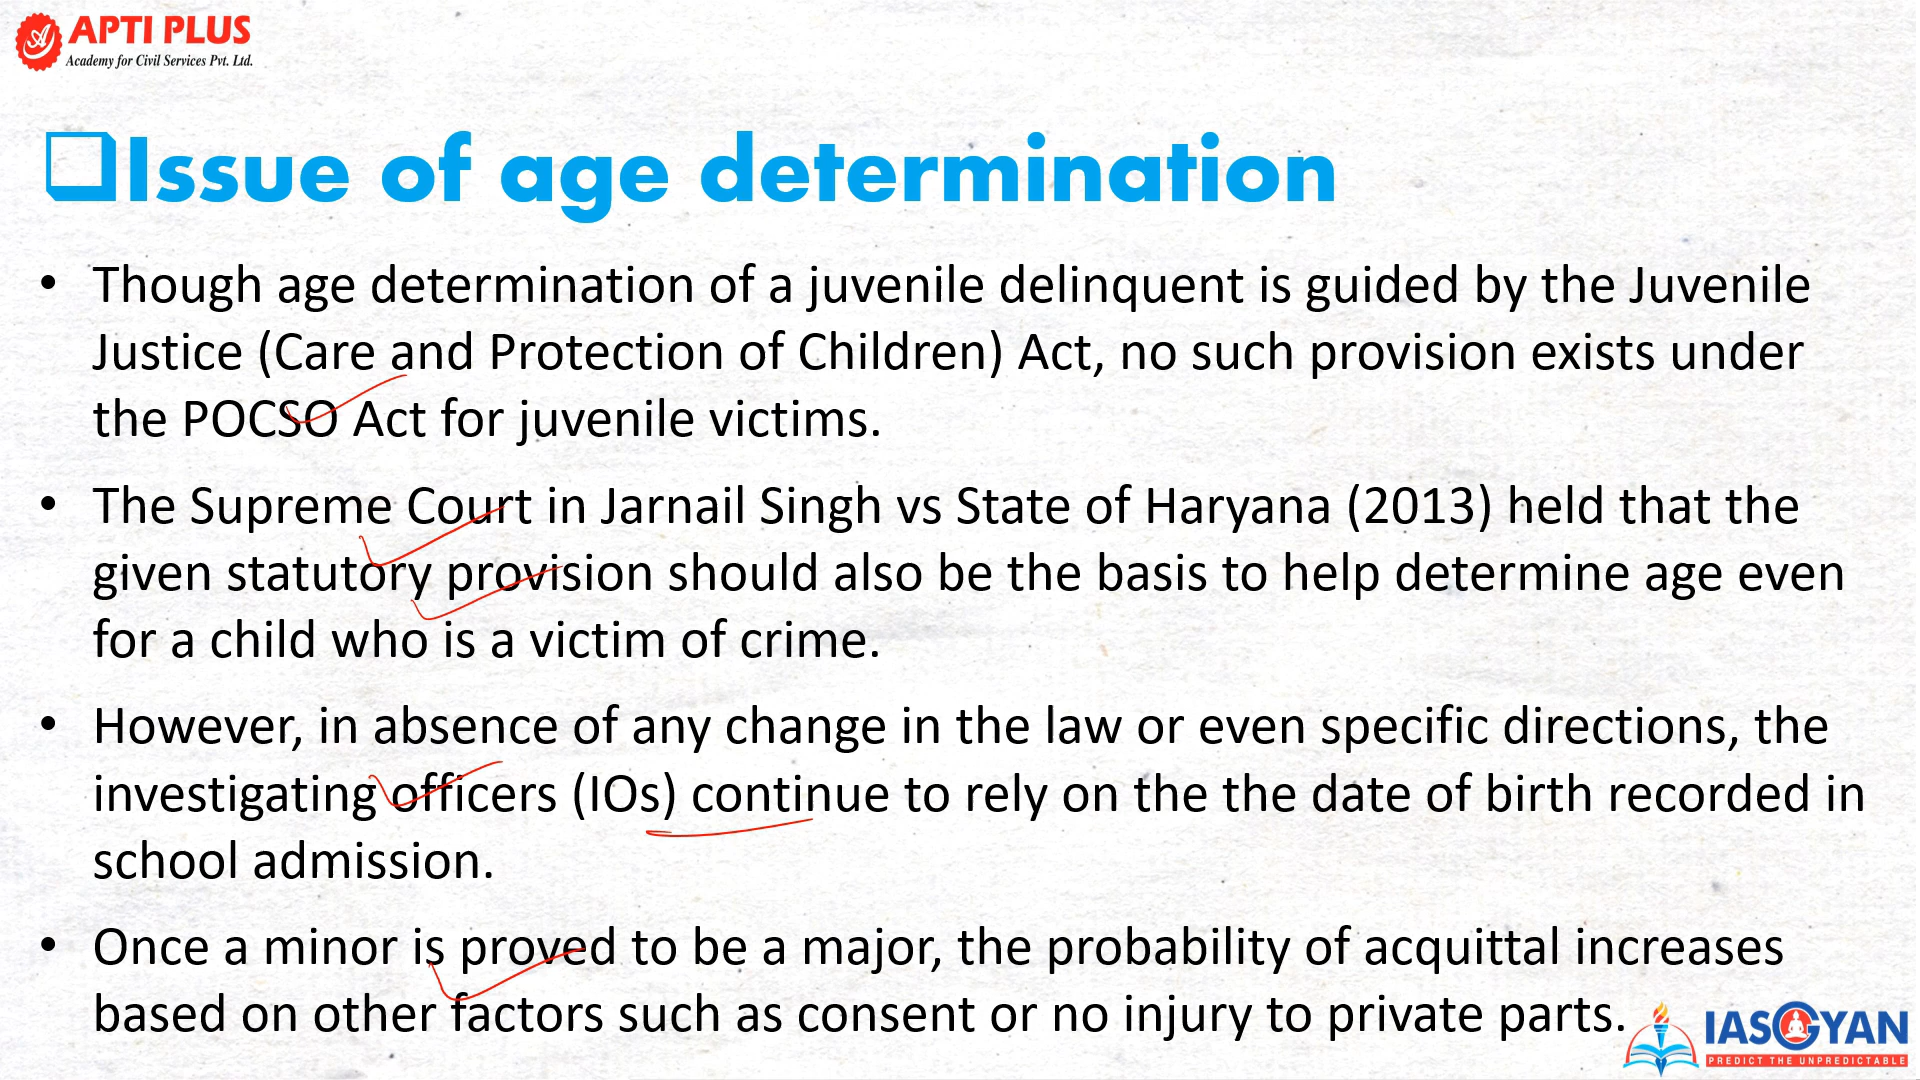 APTI PLUS
Academy for Civil Services Pvt. Ltd.
Issue of age determination
• Though age determination of a juvenile delinquent is guided by the Juvenile
Justice (Care and Protection of Children) Act, no such provision exists under
the POCSO Act for juvenile victims.
• The Supreme Court in Jarnail Singh vs State of Haryana (2013) held that the
given statutory provision should also be the basis to help determine age even
for a child who is a victim of crime.
• However, in absence of any change in the law or even specific directions, the
investigating officers (IOs) continue to rely on the the date of birth recorded in
school admission.
• Once a minor is proved to be a major, the probability of acquittal increases
based on other factors such as consent or no injury to private parts.
IASGYAN
PREDICT THE UNPREDICTABLE